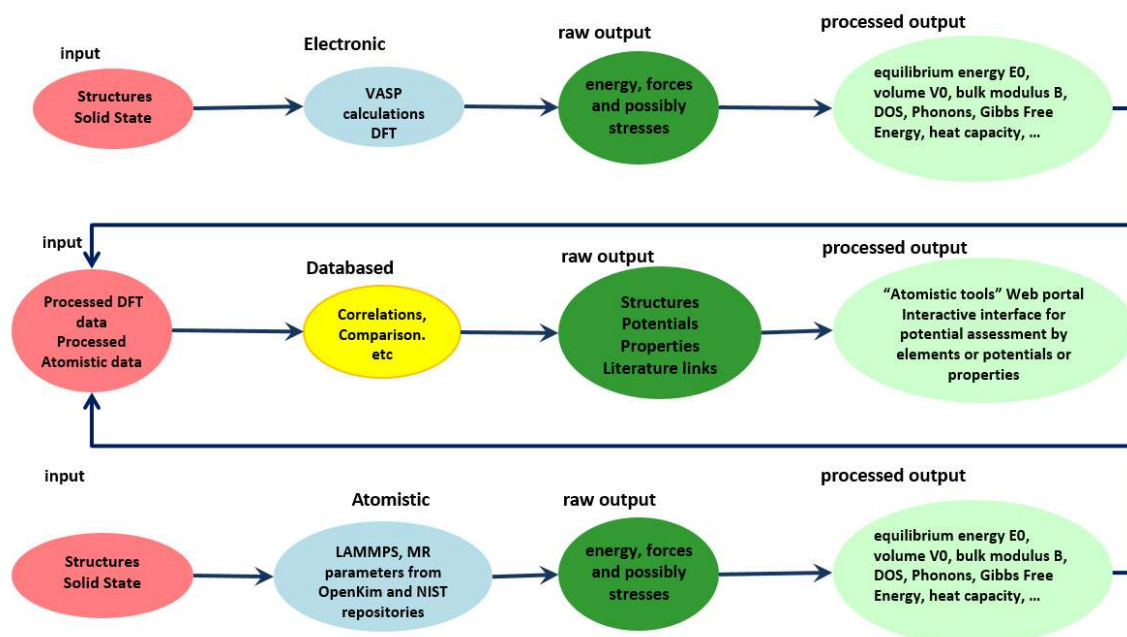 input
Electronic
raw output
processed output
Structures
Solid State
VASP
calculations
DFT
energy, forces
and possibly
stresses
equilibrium energy E0,
volume V0, bulk modulus B,
DOS, Phonons, Gibbs Free
Energy, heat capacity, ...
input
Databased
raw output
processed output
Processed DFT
data
Processed
Atomistic data
Correlations,
Comparison.
etc
Structures
Potentials
Properties
Literature links
“Atomistic tools” Web portal
Interactive interface for
potential assessment by
elements or potentials or
properties
input
Atomistic
raw output
processed output
Structures
Solid State
LAMMPS, MR
parameters from
OpenKim and NIST
repositories
energy, forces
and possibly
stresses
equilibrium energy E0,
volume V0, bulk modulus B,
DOS, Phonons, Gibbs Free
Energy, heat capacity, ...